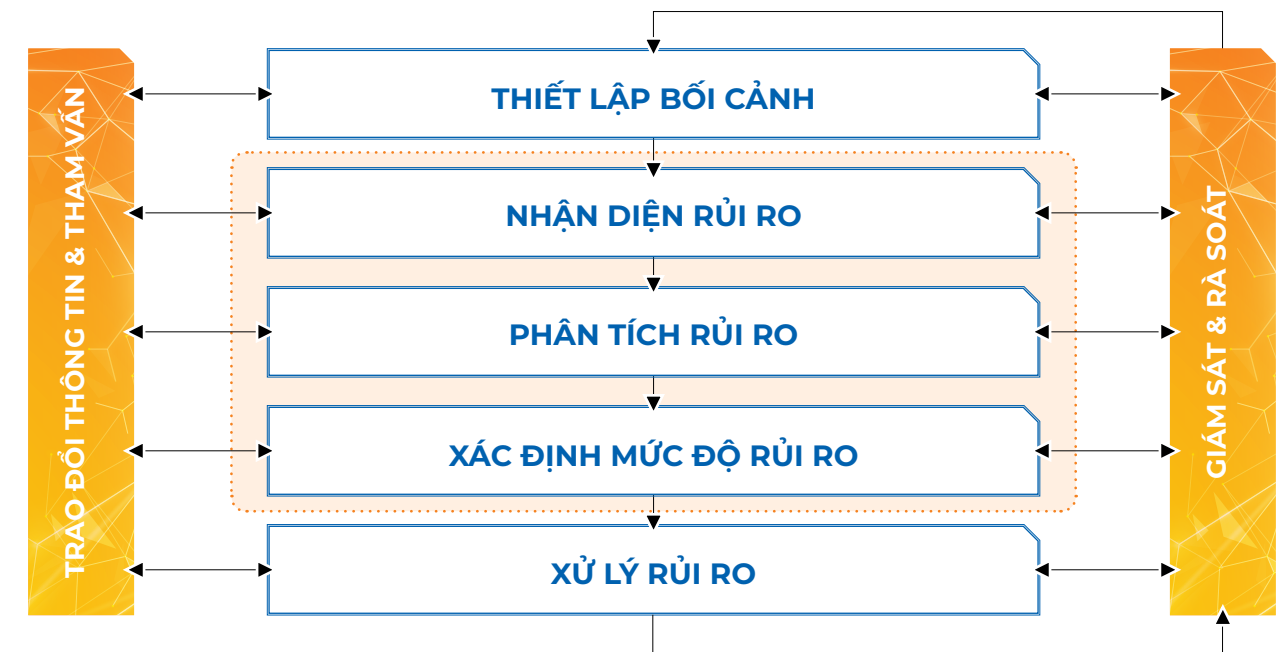 TRAO ĐỔI THÔNG TIN & THAM VẤN
THIẾT LẬP BỐI CẢNH
NHẬN DIỆN RỦI RO
PHÂN TÍCH RỦI RO
XÁC ĐỊNH MỨC ĐỘ RỦI RO
XỬ LÝ RỦI RO
GIÁM SÁT & RÀ SOÁT